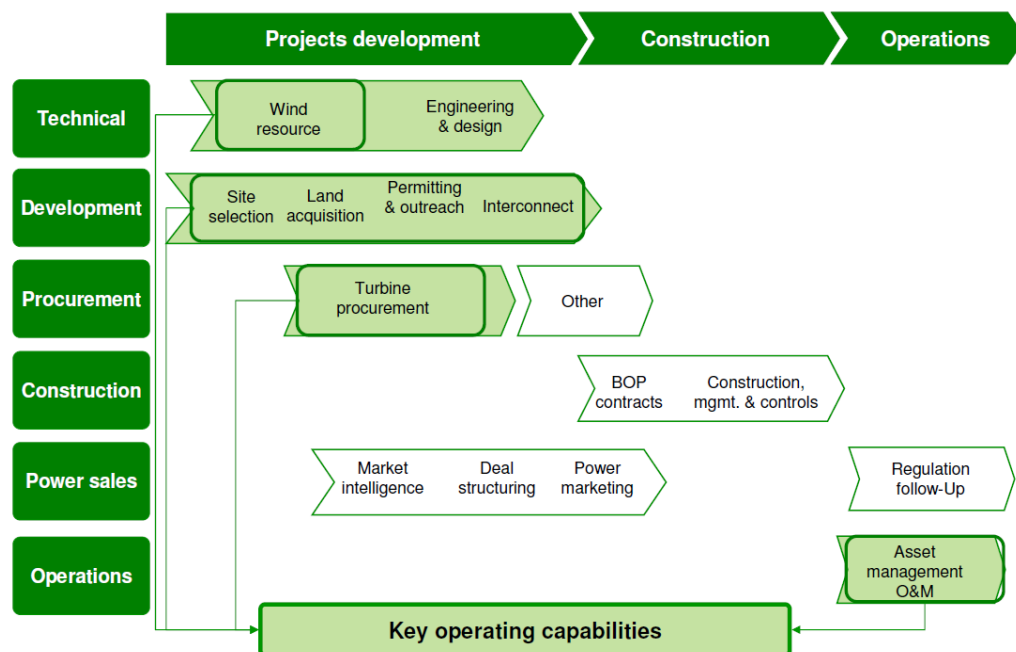 Projects development
Construction
Operations
Technical
Wind
resource
Engineering
& design
Development
Site
selection
Land
acquisition
Permitting
& outreach
Interconnect
Procurement
Turbine
procurement
Other
Construction
BOP
contracts
Construction,
mgmt. & controls
Power sales
Market
intelligence
Deal
structuring
Power
marketing
Regulation
follow-Up
Operations
Asset
management
O&M
Key operating capabilities